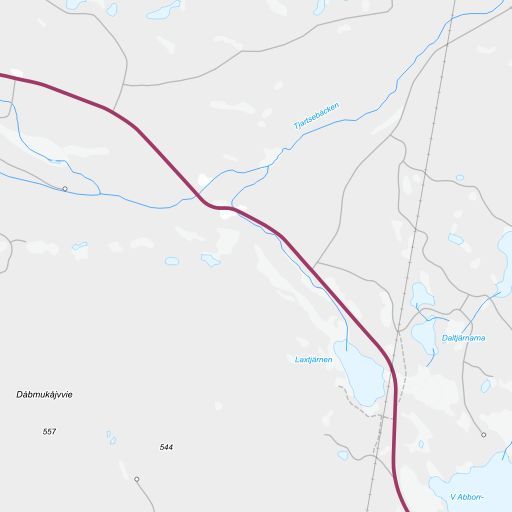 Tjartsebäcken
Daltjärnarna
Laxtjärnen
Dábmukájvvie
557
544
V Abborr-